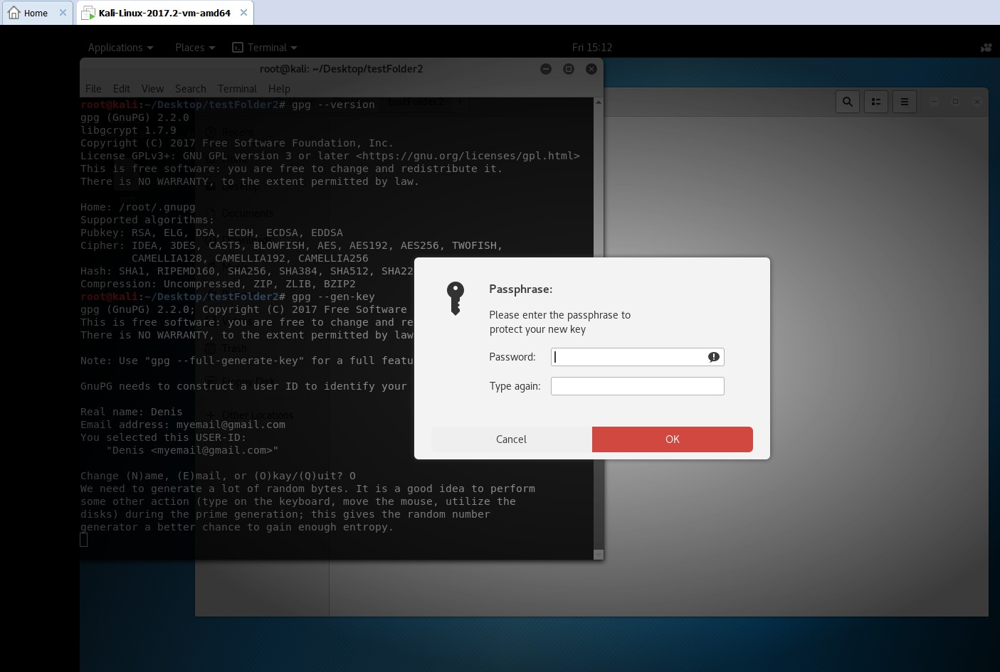 Home
Kali-Linux-2017.2-vm-amd64
Applications Places Terminal Fri 15:12
root@kali: ~/Desktop/testFolder2
File Edit View Search Terminal Help
root@kali:~/Desktop/testFolder2# gpg --version
gpg (GnuPG) 2.2.0
libgcrypt 1.7.9
Copyright (C) 2017 Free Software Foundation, Inc.
License GPLv3+: GNU GPL version 3 or later <https://gnu.org/licenses/gpl.html>
This is free software: you are free to change and redistribute it.
There is NO WARRANTY, to the extent permitted by law.
Home: /root/.gnupg
Supported algorithms:
Pubkey: RSA, ELG, DSA, ECDH, ECDSA, EDDSA
Cipher: IDEA, 3DES, CAST5, BLOWFISH, AES, AES192, AES256, TWOFISH,
CAMELLIA128, CAMELLIA192, CAMELLIA256
Hash: SHA1, RIPEMD160, SHA256, SHA384, SHA512, SHA22
Compression: Uncompressed, ZIP, ZLIB, BZIP2
root@kali:~/Desktop/testFolder2# gpg --gen-key
gpg (GnuPG) 2.2.0; Copyright (C) 2017 Free Software
This is free software: you are free to change and re
There is NO WARRANTY, to the extent permitted by law
Note: Use "gpg --full-generate-key" for a full featu
GnuPG needs to construct a user ID to identify your
Real name: Denis
Email address: myemail@gmail.com
You selected this USER-ID:
"Denis <myemail@gmail.com>"
Change (N)ame, (E)mail, or (O)kay/(Q)uit? O
We need to generate a lot of random bytes. It is a good idea to perform
some other action (type on the keyboard, move the mouse, utilize the
disks) during the prime generation; this gives the random number
generator a better chance to gain enough entropy.
testFolder2
Recent
Desktop
Documents
Trash
Floppy Disk
Other Locations
Passphrase:
Please enter the passphrase to
protect your new key
Password:
Type again:
Cancel OK